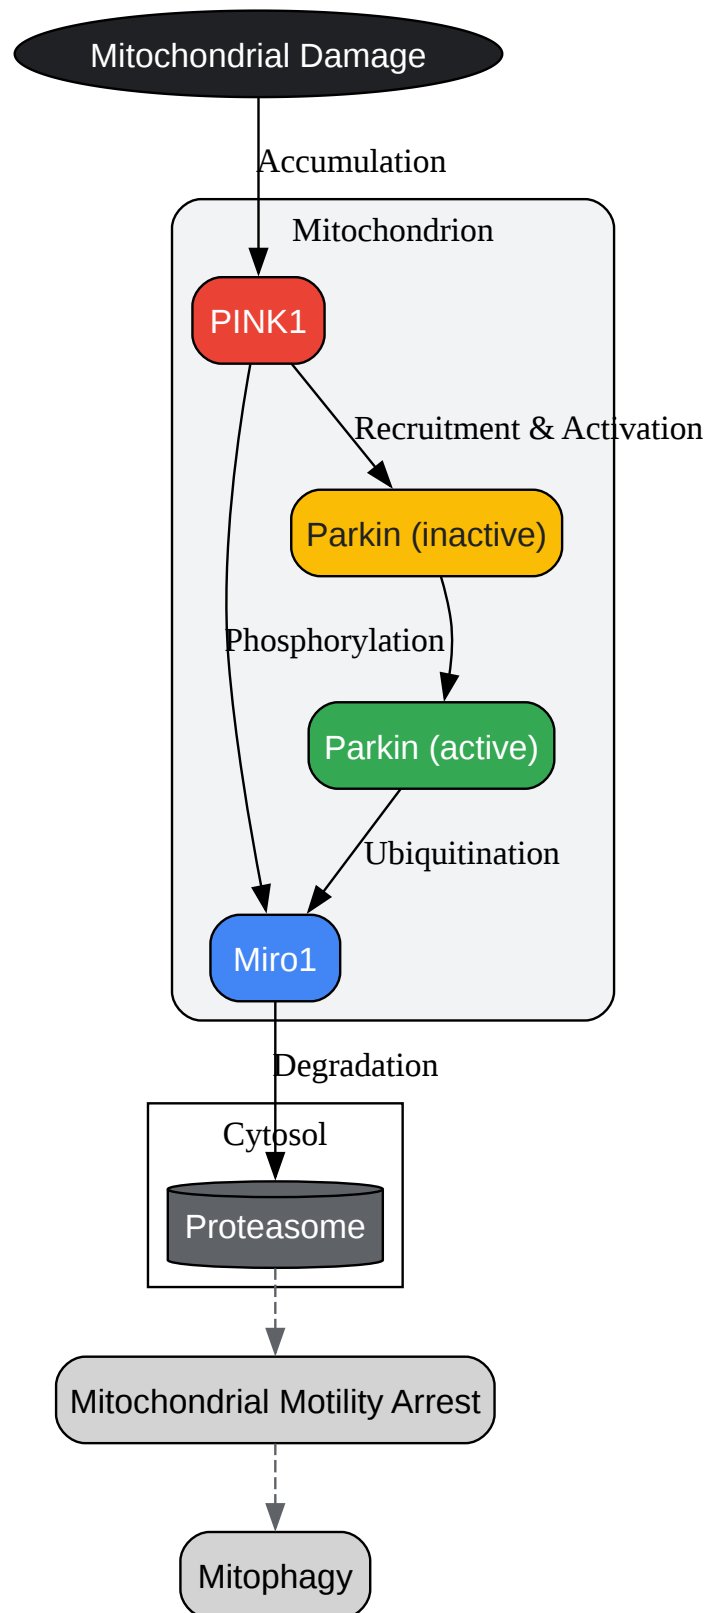 Mitochondrial Damage
Accumulation
Mitochondrion
PINK1
Recruitment & Activation
Parkin (inactive)
Phosphorylation
Parkin (active)
Ubiquitination
Miro1
Degradation
Cytosol
Proteasome
Mitochondrial Motility Arrest
Mitophagy